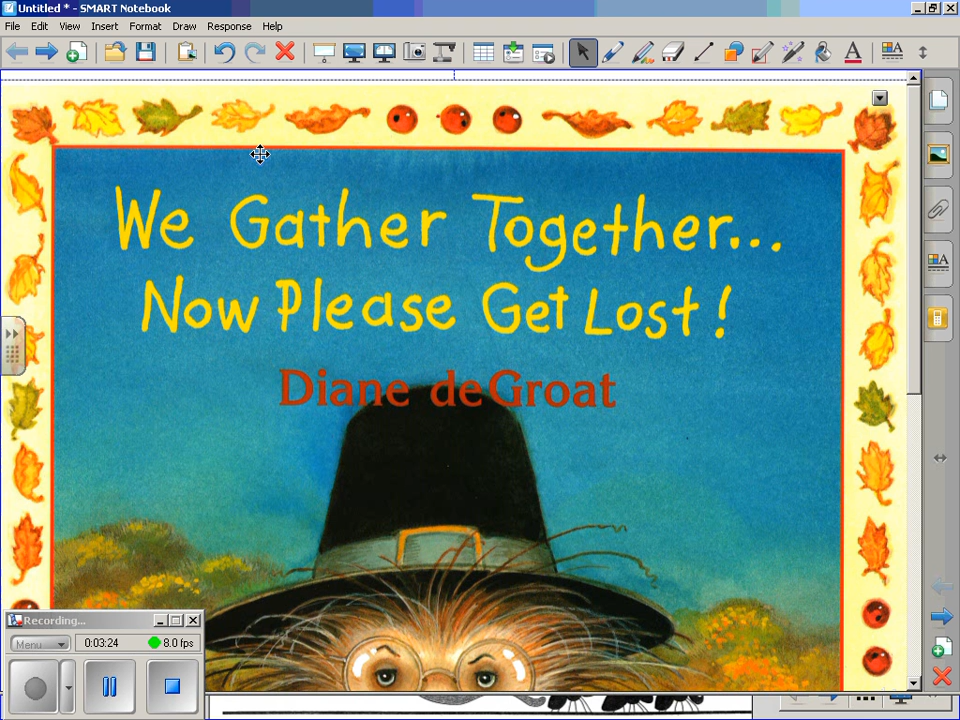 Untitled * - SMART Notebook
File Edit View Insert Format Draw Response Help
We Gather Together...
Now Please Get Lost!
Diane deGroat
Recording...
Menu 0:03:24 8.0 fps